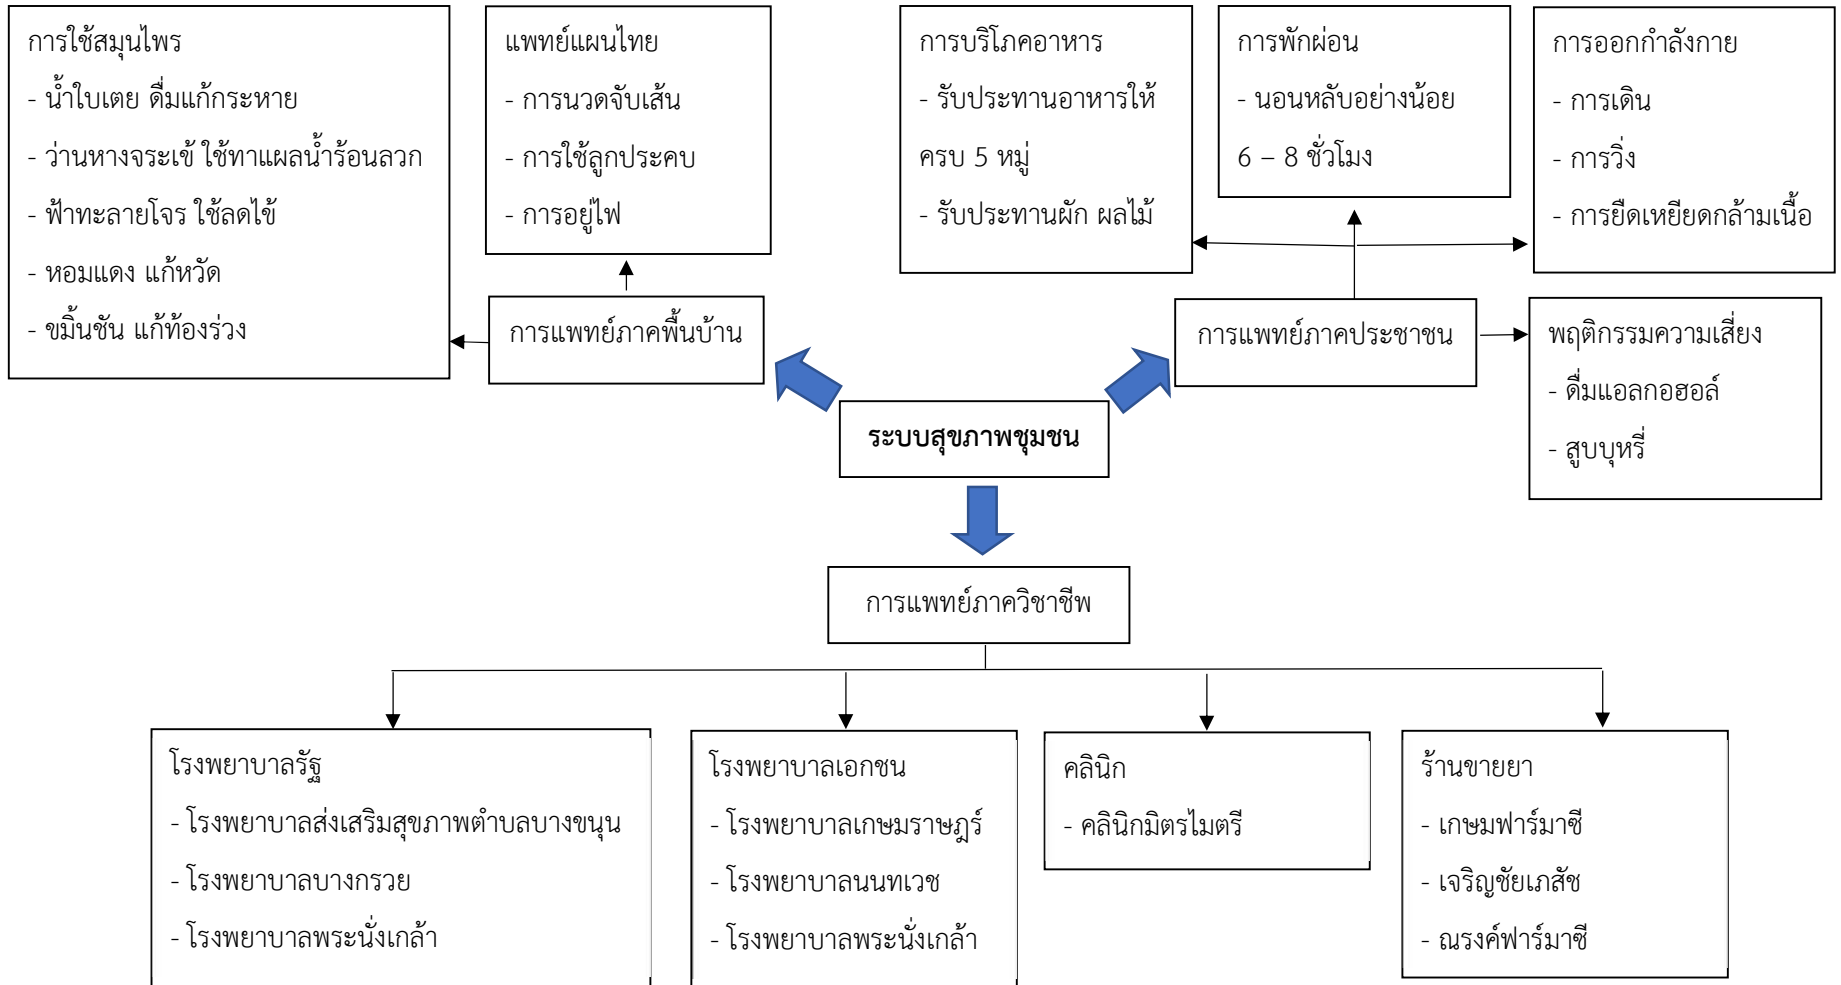 การใช้สมุนไพร
- น้ำใบเตย ดื่มแก้กระหาย
- ว่านหางจระเข้ ใช้ทาแผลน้ำร้อนลวก
- ฟ้าทะลายโจร ใช้ลดไข้
- หอมแดง แก้หวัด
- ขมิ้นชัน แก้ท้องร่วง
แพทย์แผนไทย
- การนวดจับเส้น
- การใช้ลูกประคบ
- การอยู่ไฟ
การบริโภคอาหาร
- รับประทานอาหารให้
ครบ 5 หมู่
- รับประทานผัก ผลไม้
การพักผ่อน
- นอนหลับอย่างน้อย
6 – 8 ชั่วโมง
การออกกำลังกาย
- การเดิน
- การวิ่ง
- การยืดเหยียดกล้ามเนื้อ
การแพทย์ภาคพื้นบ้าน
การแพทย์ภาคประชาชน
พฤติกรรมความเสี่ยง
- ดื่มแอลกอฮอล์
- สูบบุหรี่
ระบบสุขภาพชุมชน
การแพทย์ภาควิชาชีพ
โรงพยาบาลรัฐ
- โรงพยาบาลส่งเสริมสุขภาพตำบลบางขนุน
- โรงพยาบาลบางกรวย
- โรงพยาบาลพระนั่งเกล้า
โรงพยาบาลเอกชน
- โรงพยาบาลเกษมราษฎร์
- โรงพยาบาลนนทเวช
- โรงพยาบาลพระนั่งเกล้า
คลินิก
- คลินิกมิตรไมตรี
ร้านขายยา
- เกษมฟาร์มาซี
- เจริญชัยเภสัช
- ณรงค์ฟาร์มาซี